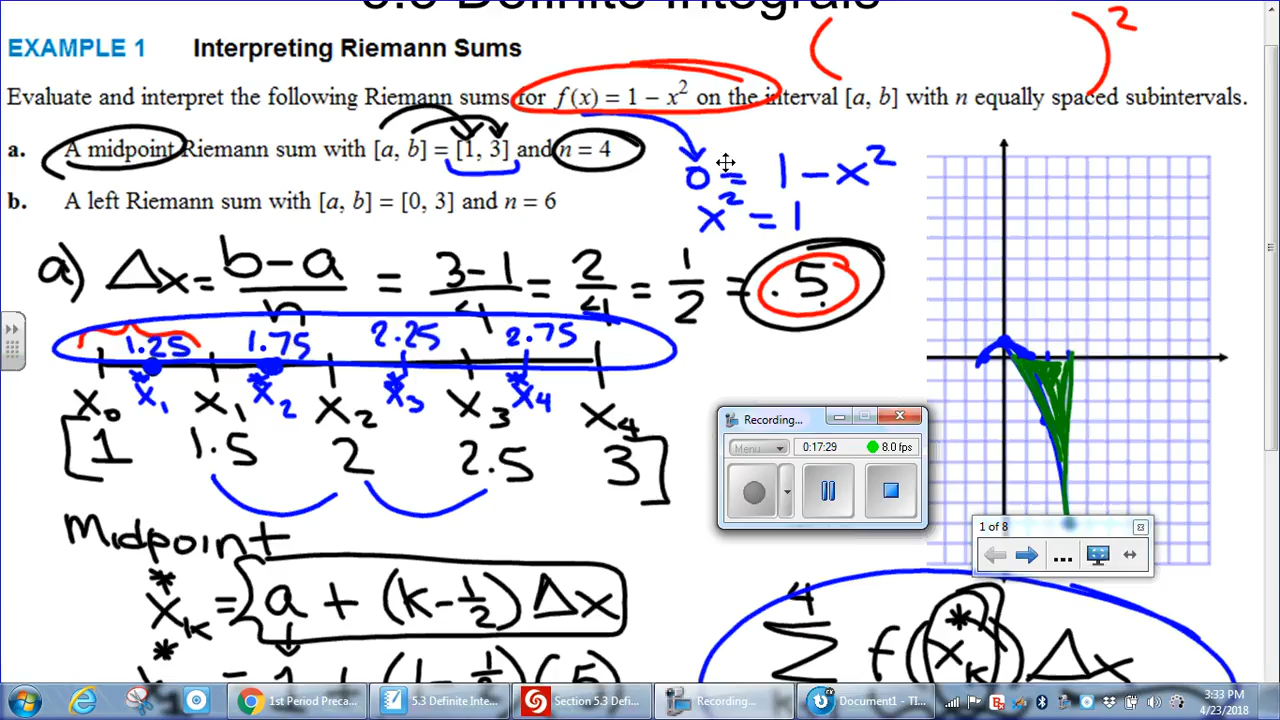 5.3 Definite Integrals
EXAMPLE 1 Interpreting Riemann Sums
( )²
Evaluate and interpret the following Riemann sums for f(x) = 1 − x² on the interval [a, b] with n equally spaced subintervals.
a. A midpoint Riemann sum with [a, b] = [1, 3] and n = 4
0 = 1 − x²
b. A left Riemann sum with [a, b] = [0, 3] and n = 6
x² = 1
a) Δx = b−a/n = 3−1/4 = 2/4 = 1/2 = .5
1.25 1.75 2.25 2.75
x₀ x₁* x₁ x₂* x₂ x₃* x₃ x₄* x₄
[1 1.5 2 2.5 3]
Recording...
Menu 0:17:29 8.0 fps
1 of 8
Midpoint
xₖ* = a + (k − 1/2) Δx
4 Σ f(xₖ*) Δx
1st Period Preca... 5.3 Definite Inte... Section 5.3 Defin... Recording... Document1 - TI... 3:33 PM
4/23/2018